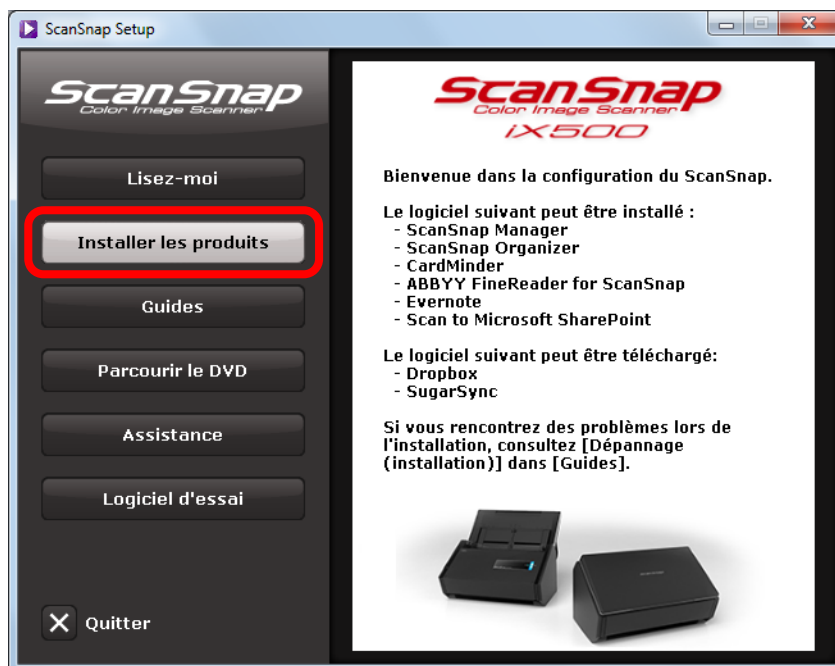 ScanSnap Setup
ScanSnap
Color Image Scanner
Lisez-moi
Installer les produits
Guides
Parcourir le DVD
Assistance
Logiciel d'essai
Quitter
ScanSnap
Color Image Scanner
iX500
Bienvenue dans la configuration du ScanSnap.
Le logiciel suivant peut être installé :
- ScanSnap Manager
- ScanSnap Organizer
- CardMinder
- ABBYY FineReader for ScanSnap
- Evernote
- Scan to Microsoft SharePoint
Le logiciel suivant peut être téléchargé:
- Dropbox
- SugarSync
Si vous rencontrez des problèmes lors de
l'installation, consultez [Dépannage
(installation)] dans [Guides].